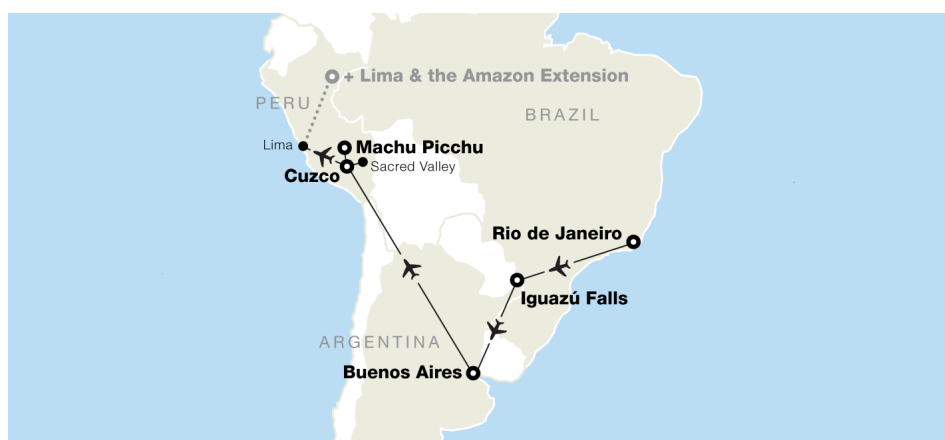 + Lima & the Amazon Extension
PERU
BRAZIL
Lima
Machu Picchu
Sacred Valley
Cuzco
Rio de Janeiro
Iguazú Falls
ARGENTINA
Buenos Aires